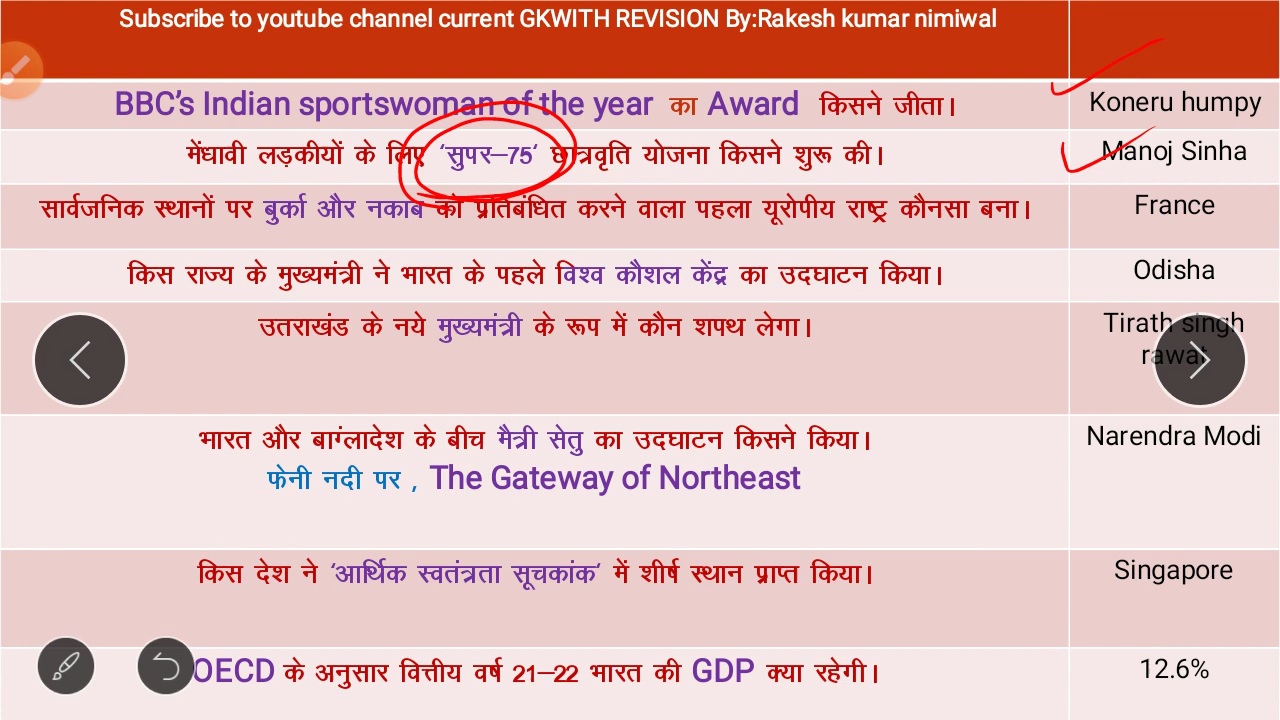 Subscribe to youtube channel current GKWITH REVISION By:Rakesh kumar nimiwal
BBC’s Indian sportswoman of the year का Award किसने जीता। Koneru humpy
मेंधावी लड़कीयों के लिए ‘सुपर–75‘ छात्रवृति योजना किसने शुरू की। Manoj Sinha
सार्वजनिक स्थानों पर बुर्का और नकाब को प्रतिबंधित करने वाला पहला यूरोपीय राष्ट्र कौनसा बना। France
किस राज्य के मुख्यमंत्री ने भारत के पहले विश्व कौशल केंद्र का उदघाटन किया। Odisha
उतराखंड के नये मुख्यमंत्री के रूप में कौन शपथ लेगा। Tirath singh
rawat
भारत और बाग्ंलादेश के बीच मैत्री सेतु का उदघाटन किसने किया। Narendra Modi
फेनी नदी पर , The Gateway of Northeast
किस देश ने ‘आर्थिक स्वतंत्रता सूचकांक’ में शीर्ष स्थान प्राप्त किया। Singapore
OECD के अनुसार वित्तीय वर्ष 21–22 भारत की GDP क्या रहेगी। 12.6%